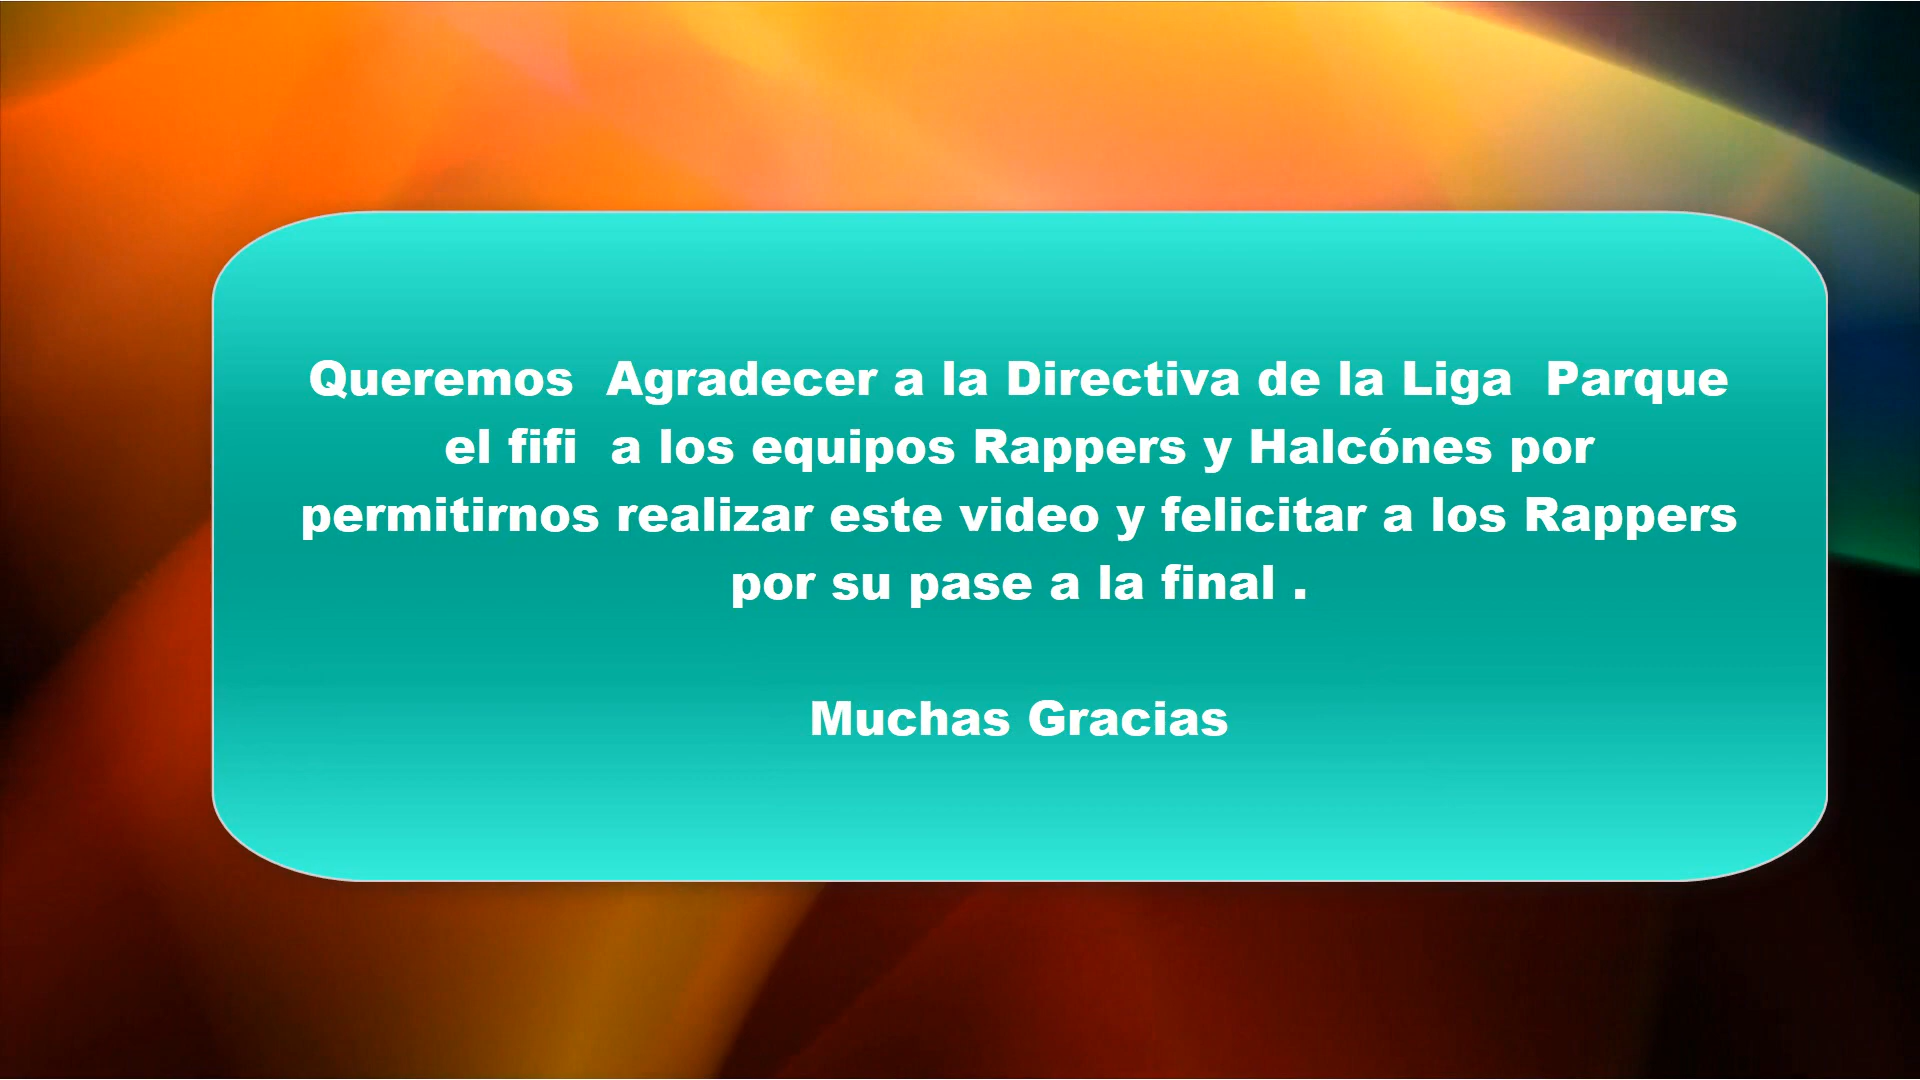 Queremos  Agradecer a la Directiva de la Liga  Parque
el fifi  a los equipos Rappers y Halcónes por
permitirnos realizar este video y felicitar a los Rappers
por su pase a la final .
Muchas Gracias